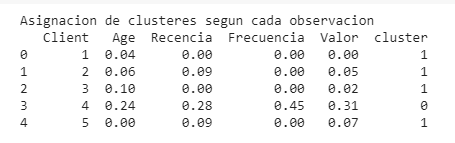 Asignacion de clusteres segun cada observacion
Client Age Recencia Frecuencia Valor cluster
0 1 0.04 0.00 0.00 0.00 1
1 2 0.06 0.09 0.00 0.05 1
2 3 0.10 0.00 0.00 0.02 1
3 4 0.24 0.28 0.45 0.31 0
4 5 0.00 0.09 0.00 0.07 1